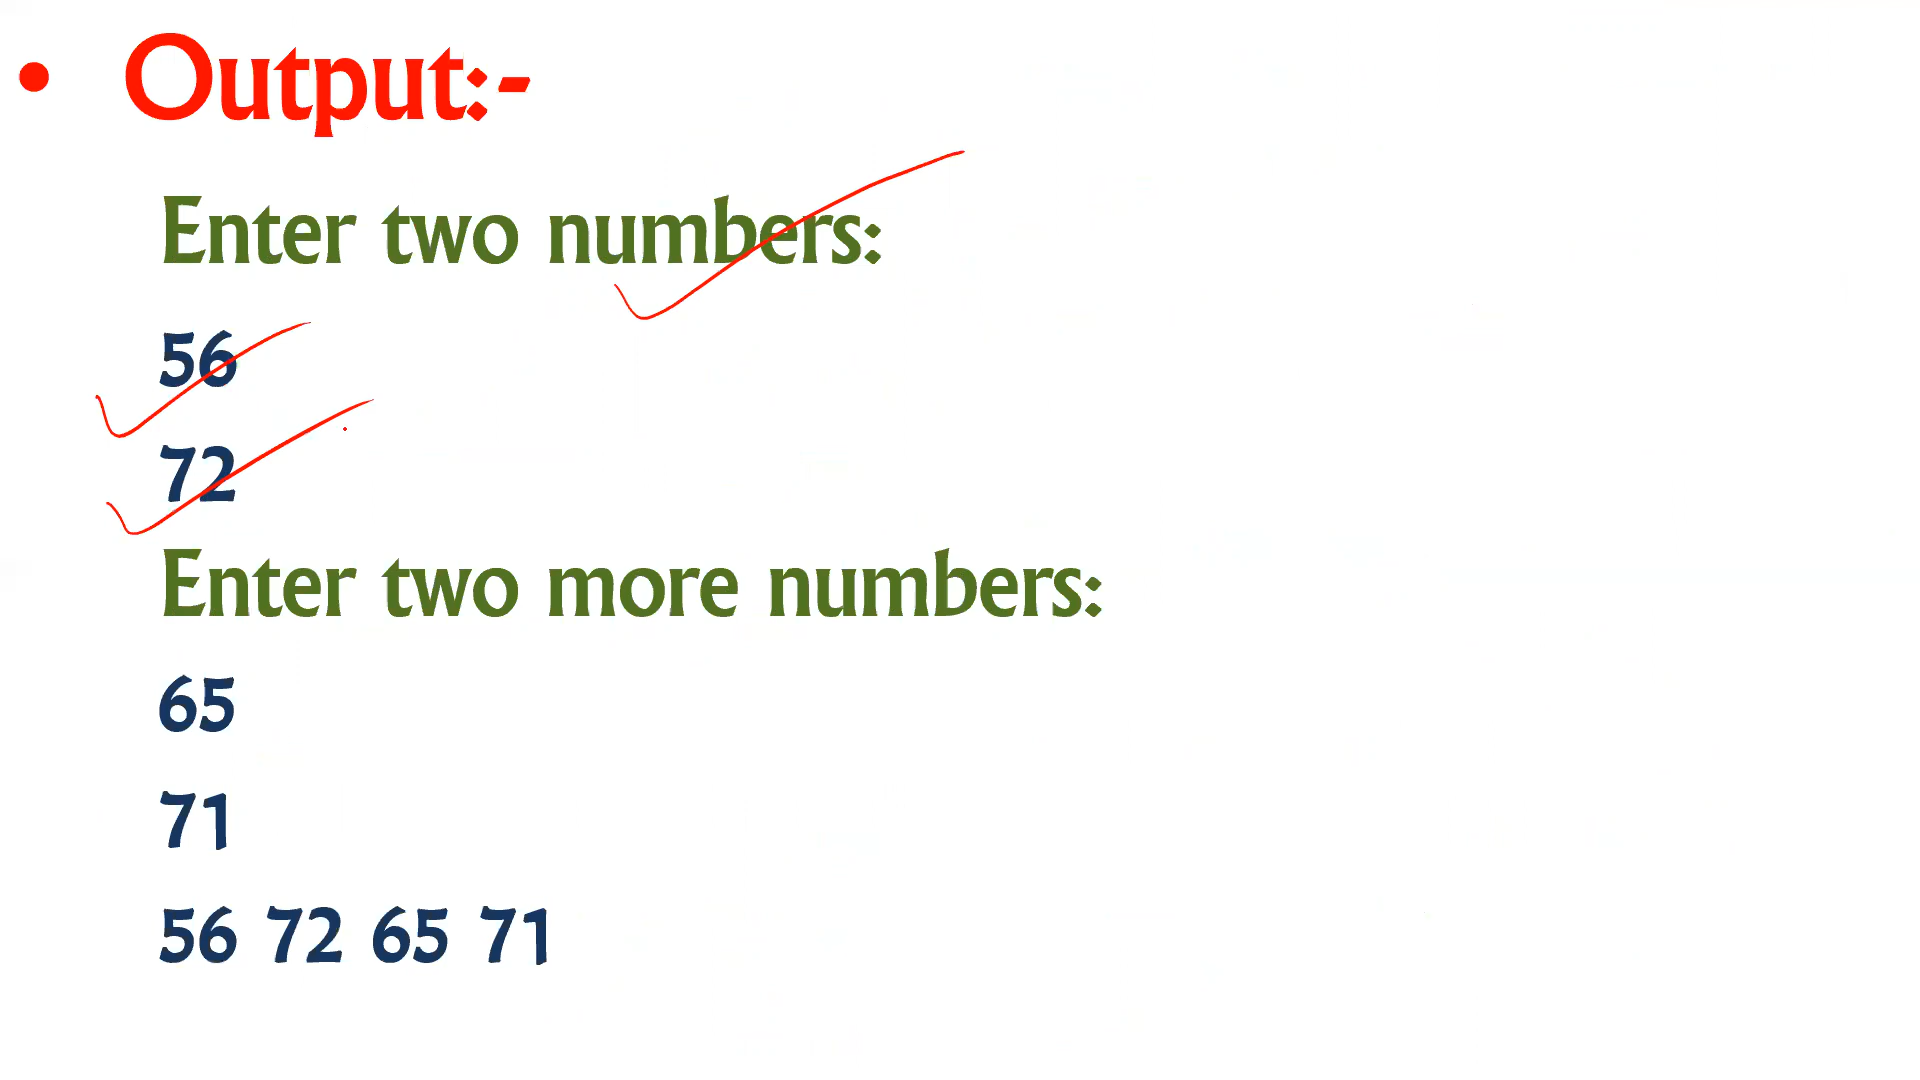 • Output:-
Enter two numbers:
56
72
Enter two more numbers:
65
71
56 72 65 71